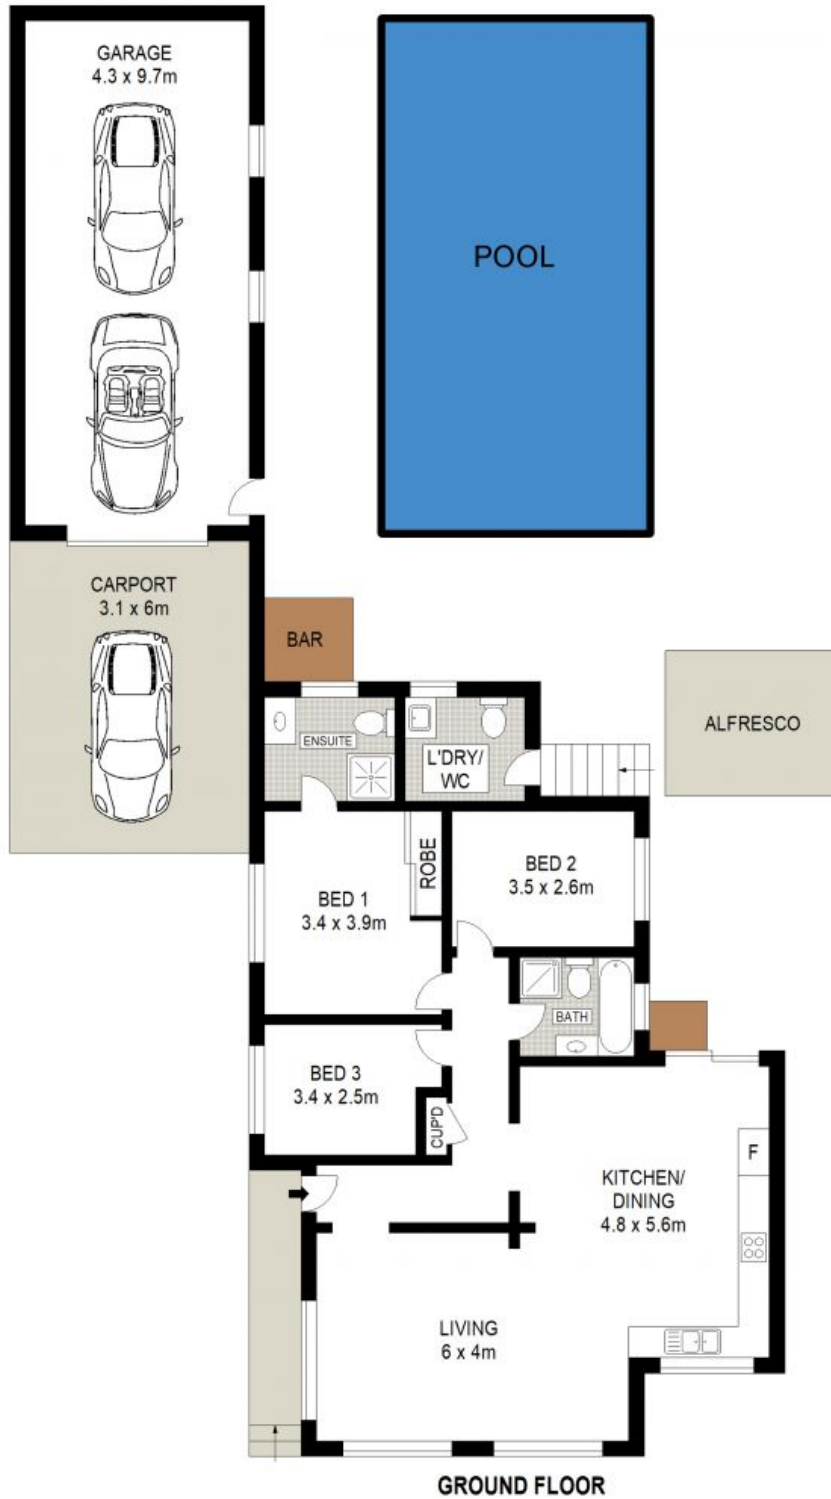 GARAGE
4.3 x 9.7m
POOL
CARPORT
3.1 x 6m
BAR
ALFRESCO
ENSUITE
L'DRY/
WC
ROBE
BED 1
3.4 x 3.9m
BED 2
3.5 x 2.6m
BATH
BED 3
3.4 x 2.5m
CUP'D
F
KITCHEN/
DINING
4.8 x 5.6m
LIVING
6 x 4m
GROUND FLOOR